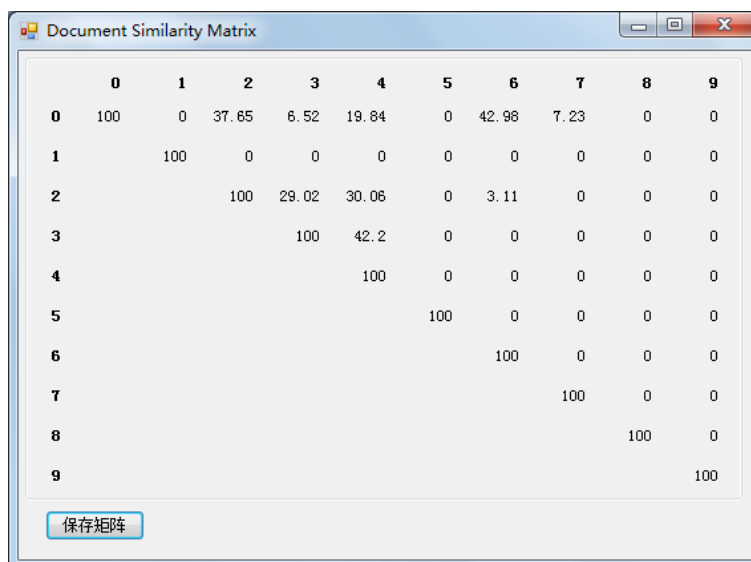 Document Similarity Matrix
0 1 2 3 4 5 6 7 8 9
0 100 0 37.65 6.52 19.84 0 42.98 7.23 0 0
1 100 0 0 0 0 0 0 0 0
2 100 29.02 30.06 0 3.11 0 0 0
3 100 42.2 0 0 0 0 0
4 100 0 0 0 0 0
5 100 0 0 0 0
6 100 0 0 0
7 100 0 0
8 100 0
9 100
保存矩阵